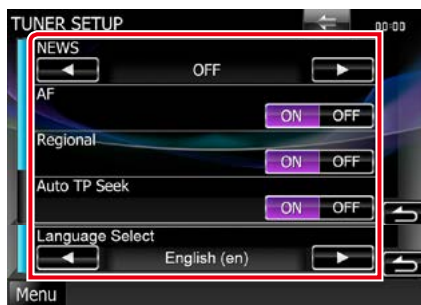 TUNER SETUP 00:00
NEWS
OFF
AF
ON OFF
Regional
ON OFF
Auto TP Seek
ON OFF
Language Select
English (en)
Menu